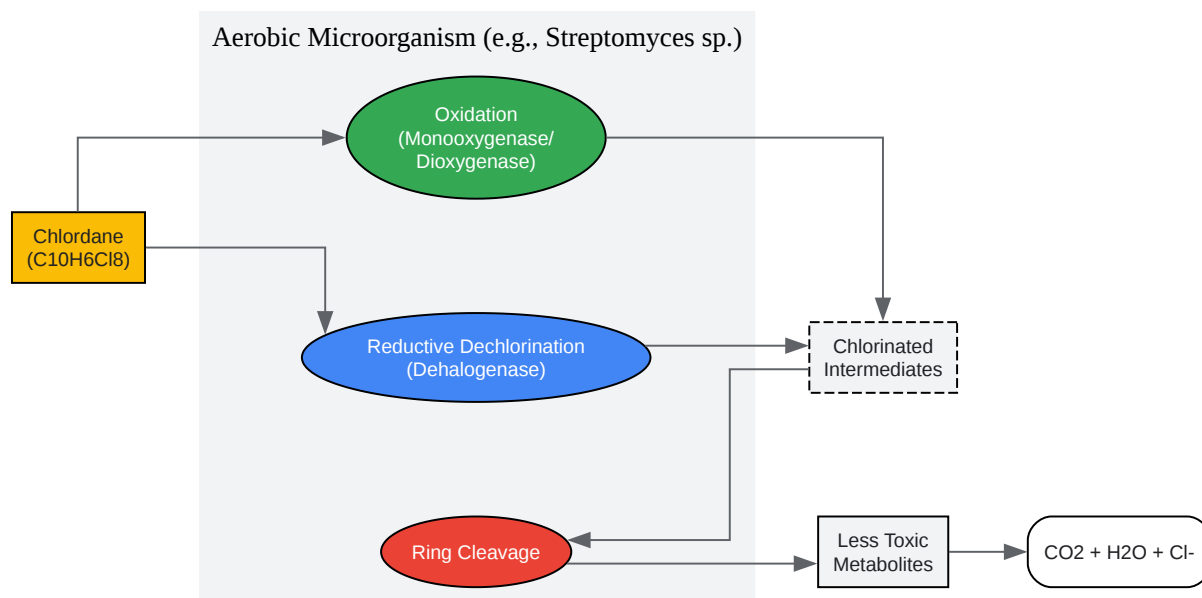 Aerobic Microorganism (e.g., Streptomyces sp.)
Oxidation
(Monooxygenase/
Dioxygenase)
Chlordane
(C10H6Cl8)
Reductive Dechlorination
(Dehalogenase)
Chlorinated
Intermediates
Ring Cleavage
Less Toxic
Metabolites
CO2 + H2O + Cl-